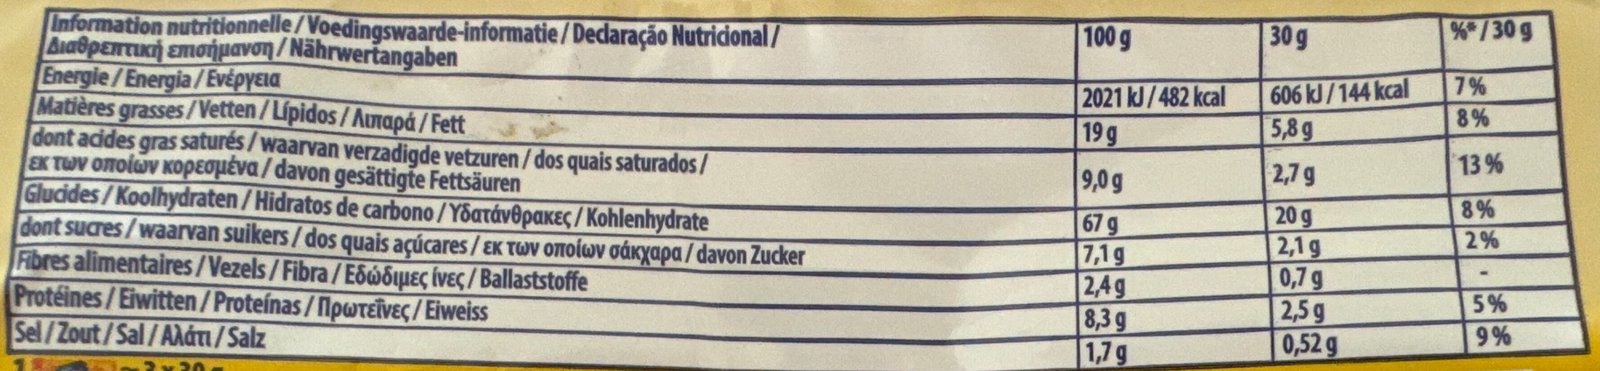 Information nutritionnelle / Voedingswaarde-informatie / Declaração Nutricional / 100 g 30 g %* / 30 g
Διαθρεπτική επισήμανση / Nährwertangaben
Energie / Energia / Ενέργεια 2021 kJ / 482 kcal 606 kJ / 144 kcal 7 %
Matières grasses / Vetten / Lípidos / Λιπαρά / Fett 19 g 5,8 g 8 %
dont acides gras saturés / waarvan verzadigde vetzuren / dos quais saturados /
εκ των οποίων κορεσμένα / davon gesättigte Fettsäuren 9,0 g 2,7 g 13 %
Glucides / Koolhydraten / Hidratos de carbono / Υδατάνθρακες / Kohlenhydrate 67 g 20 g 8 %
dont sucres / waarvan suikers / dos quais açúcares / εκ των οποίων σάκχαρα / davon Zucker 7,1 g 2,1 g 2 %
Fibres alimentaires / Vezels / Fibra / Εδώδιμες ίνες / Ballaststoffe 2,4 g 0,7 g -
Protéines / Eiwitten / Proteínas / Πρωτεΐνες / Eiweiss 8,3 g 2,5 g 5 %
Sel / Zout / Sal / Αλάτι / Salz 1,7 g 0,52 g 9 %